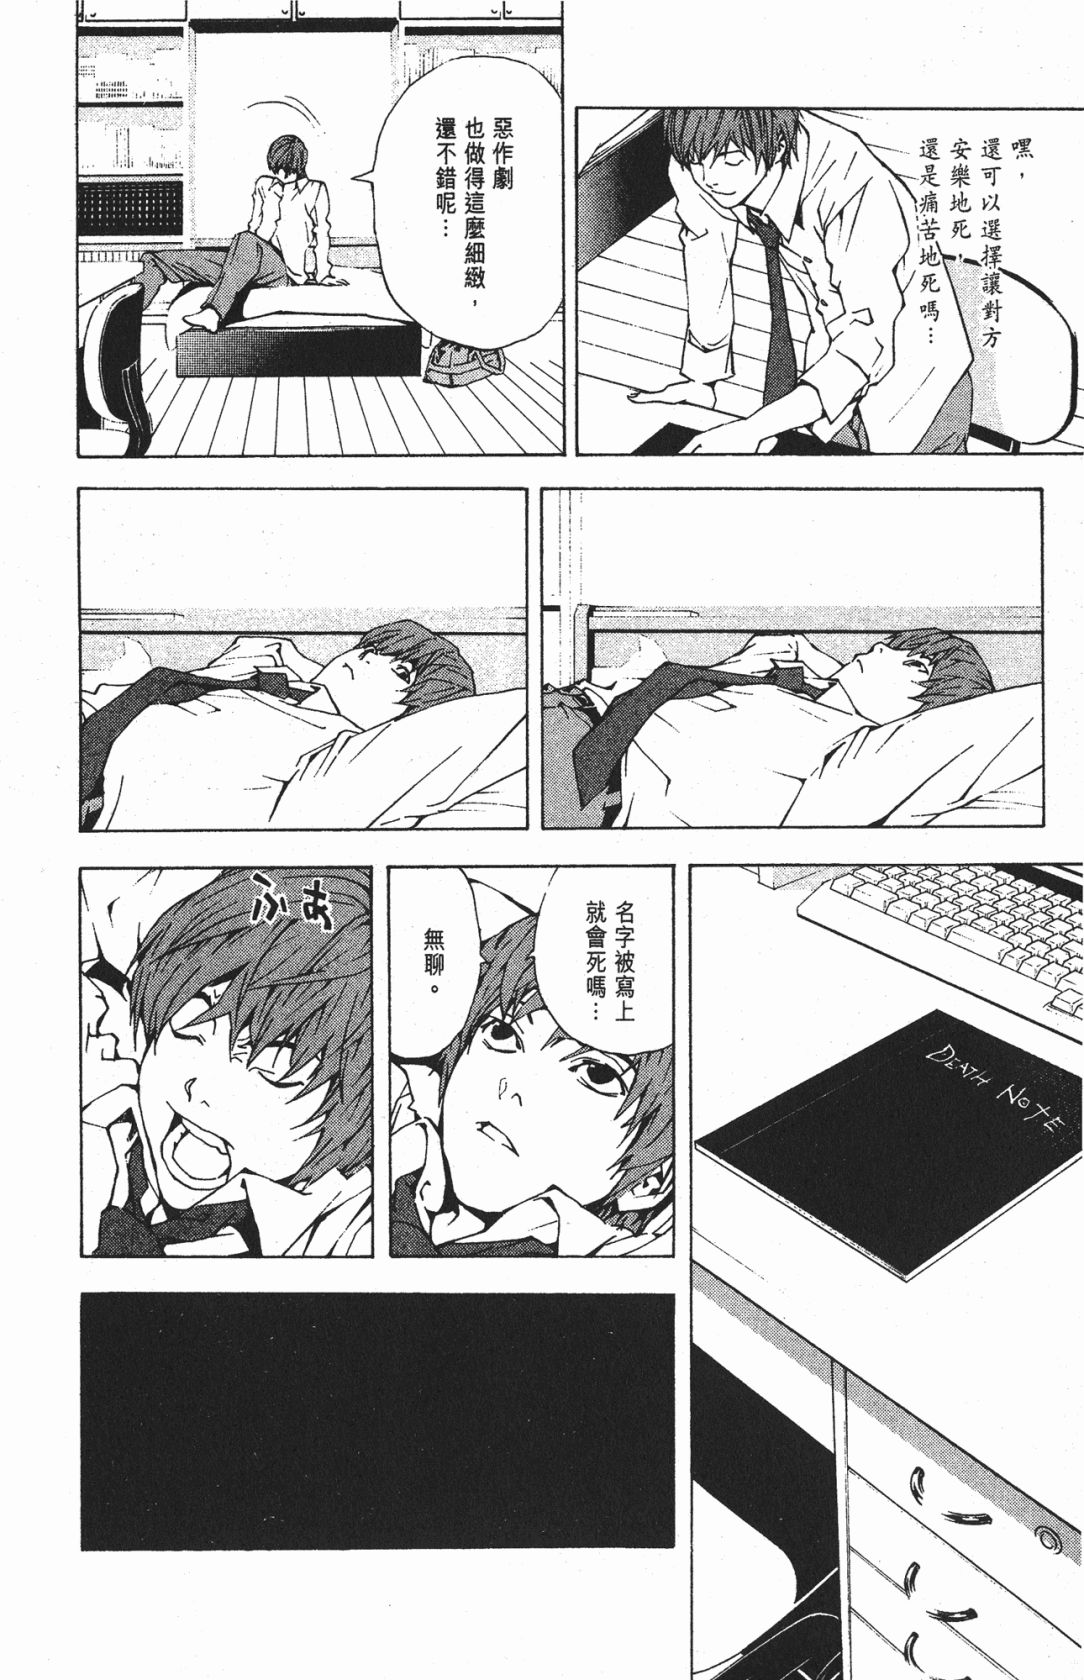 嘿，
還可以選擇讓對方
安樂地死，
還是痛苦地死嗎…
惡作劇
也做得這麼細緻，
還不錯呢…
DEATH NOTE
名字被寫上
就會死嗎…
無聊。
ふあ